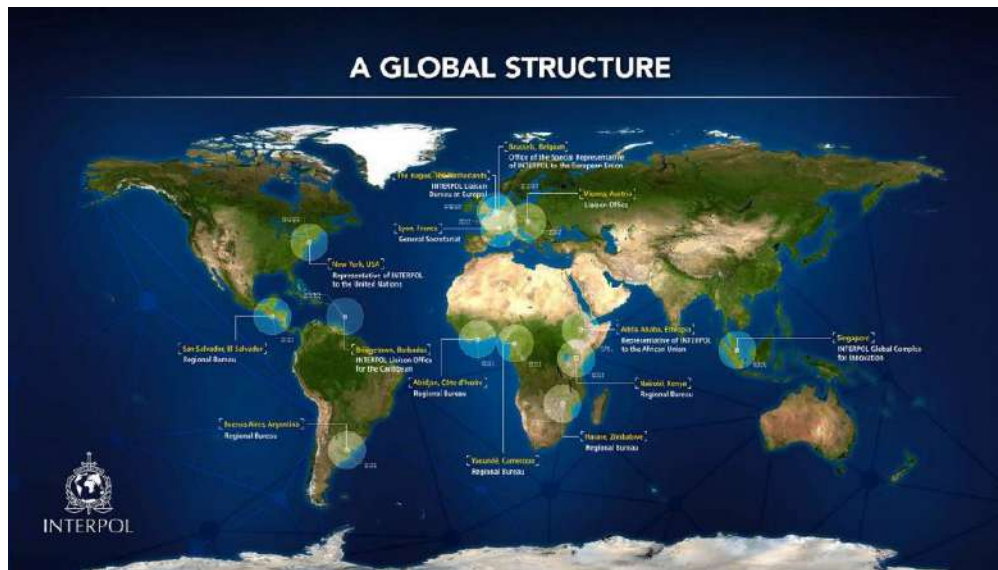 A GLOBAL STRUCTURE
Brussels, Belgium
Office of the Special Representative
of INTERPOL to the European Union
The Hague, The Netherlands
INTERPOL Liaison
Bureau at Europol
Vienna, Austria
Liaison Office
Lyon, France
General Secretariat
New York, USA
Representative of INTERPOL
to the United Nations
San Salvador, El Salvador
Regional Bureau
Bridgetown, Barbados
INTERPOL Liaison Office
for the Caribbean
Addis Ababa, Ethiopia
Representative of INTERPOL
to the African Union
Singapore
INTERPOL Global Complex
for INNOVATION
Abidjan, Côte d'Ivoire
Regional Bureau
Nairobi, Kenya
Regional Bureau
Buenos Aires, Argentina
Regional Bureau
Harare, Zimbabwe
Regional Bureau
Yaoundé, Cameroon
Regional Bureau
INTERPOL